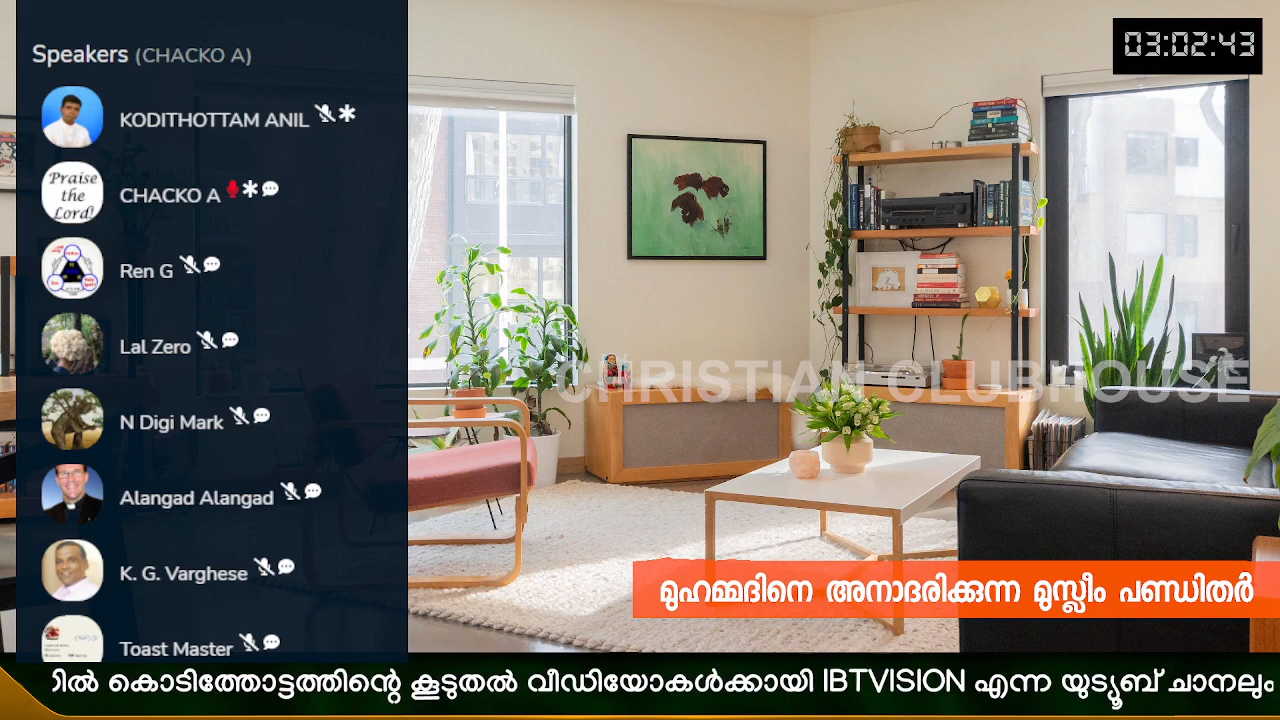 Speakers (CHACKO A)
03:02:43
KODITHOTTAM ANIL
Praise
the
Lord!
CHACKO A
Ren G
Lal Zero
N Digi Mark
Alangad Alangad
K. G. Varghese
Toast Master
CHRISTIAN CLUBHOUSE
മുഹമ്മദിനെ അനാദരിക്കുന്ന മുസ്ലീം പണ്ഡിതർ
ിൽ കൊടിത്തോട്ടത്തിന്റെ കൂടുതൽ വീഡിയോകൾക്കായി IBTVISION എന്ന യുട്യൂബ് ചാനലും